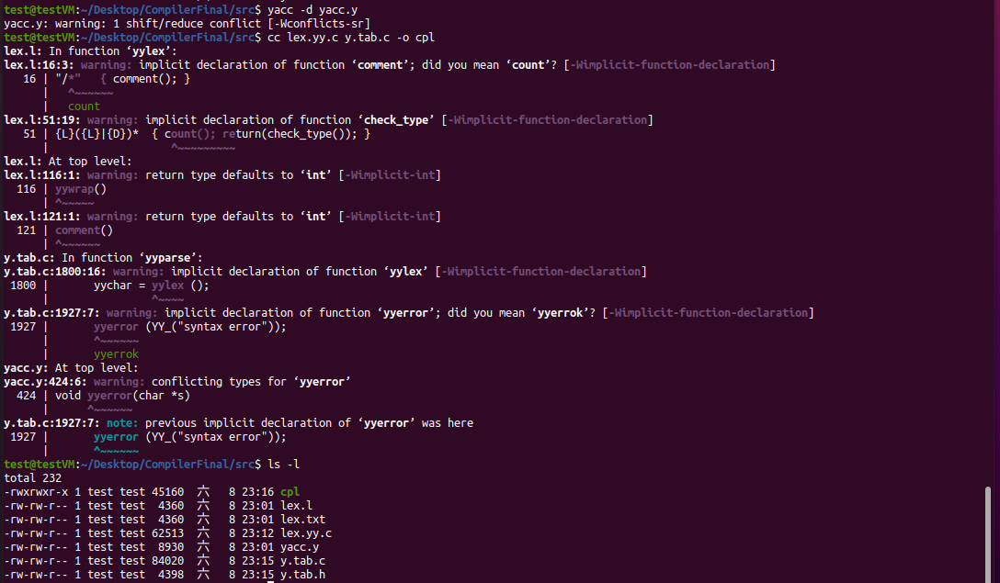 test@testVM:~/Desktop/CompilerFinal/src$ yacc -d yacc.y
yacc.y: warning: 1 shift/reduce conflict [-Wconflicts-sr]
test@testVM:~/Desktop/CompilerFinal/src$ cc lex.yy.c y.tab.c -o cpl
lex.l: In function ‘yylex’:
lex.l:16:3: warning: implicit declaration of function ‘comment’; did you mean ‘count’? [-Wimplicit-function-declaration]
   16 | "/*"   { comment(); }
      |   ^~~~~~~
      |   count
lex.l:51:19: warning: implicit declaration of function ‘check_type’ [-Wimplicit-function-declaration]
   51 | {L}({L}|{D})*  { count(); return(check_type()); }
      |                   ^~~~~~~~~~
lex.l: At top level:
lex.l:116:1: warning: return type defaults to ‘int’ [-Wimplicit-int]
  116 | yywrap()
      | ^~~~~~
lex.l:121:1: warning: return type defaults to ‘int’ [-Wimplicit-int]
  121 | comment()
      | ^~~~~~~
y.tab.c: In function ‘yyparse’:
y.tab.c:1800:16: warning: implicit declaration of function ‘yylex’ [-Wimplicit-function-declaration]
 1800 |       yychar = yylex ();
      |                ^~~~~
y.tab.c:1927:7: warning: implicit declaration of function ‘yyerror’; did you mean ‘yyerrok’? [-Wimplicit-function-declaration]
 1927 |       yyerror (YY_("syntax error"));
      |       ^~~~~~~
      |       yyerrok
yacc.y: At top level:
yacc.y:424:6: warning: conflicting types for ‘yyerror’
  424 | void yyerror(char *s)
      |      ^~~~~~~
y.tab.c:1927:7: note: previous implicit declaration of ‘yyerror’ was here
 1927 |       yyerror (YY_("syntax error"));
      |       ^~~~~~~
test@testVM:~/Desktop/CompilerFinal/src$ ls -l
total 232
-rwxrwxr-x 1 test test 45160  六   8 23:16 cpl
-rw-rw-r-- 1 test test  4360  六   8 23:01 lex.l
-rw-rw-r-- 1 test test  4360  六   8 23:01 lex.txt
-rw-rw-r-- 1 test test 62513  六   8 23:12 lex.yy.c
-rw-rw-r-- 1 test test  8930  六   8 23:01 yacc.y
-rw-rw-r-- 1 test test 84020  六   8 23:15 y.tab.c
-rw-rw-r-- 1 test test  4398  六   8 23:15 y.tab.h